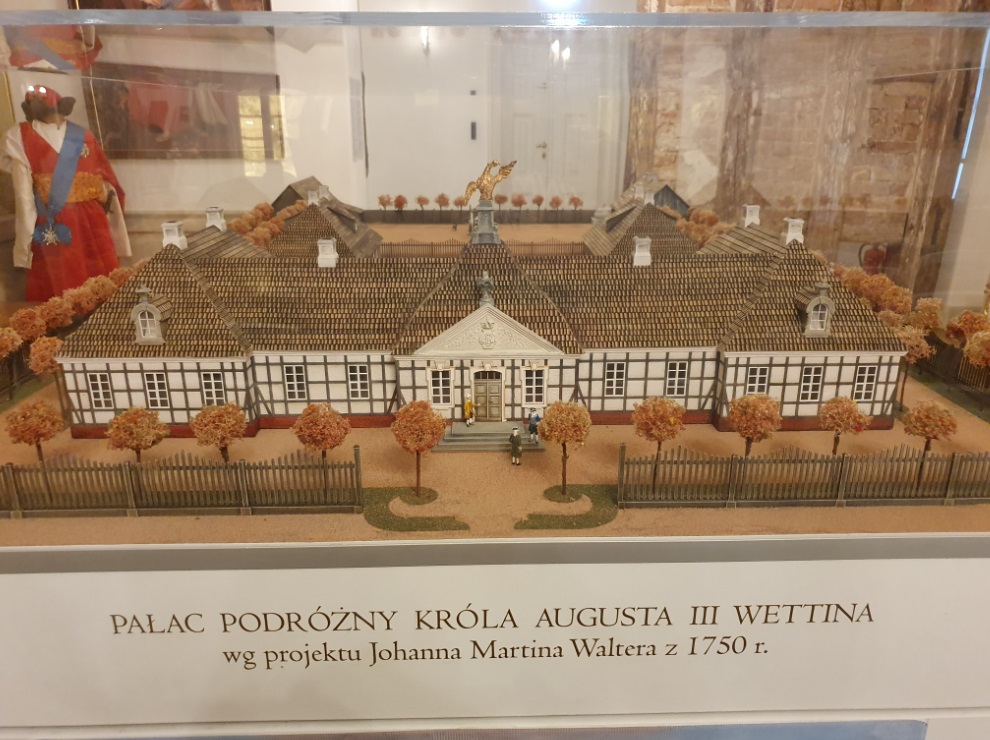 PAŁAC PODRÓŻNY KRÓLA AUGUSTA III WETTINA
wg projektu Johanna Martina Waltera z 1750 r.